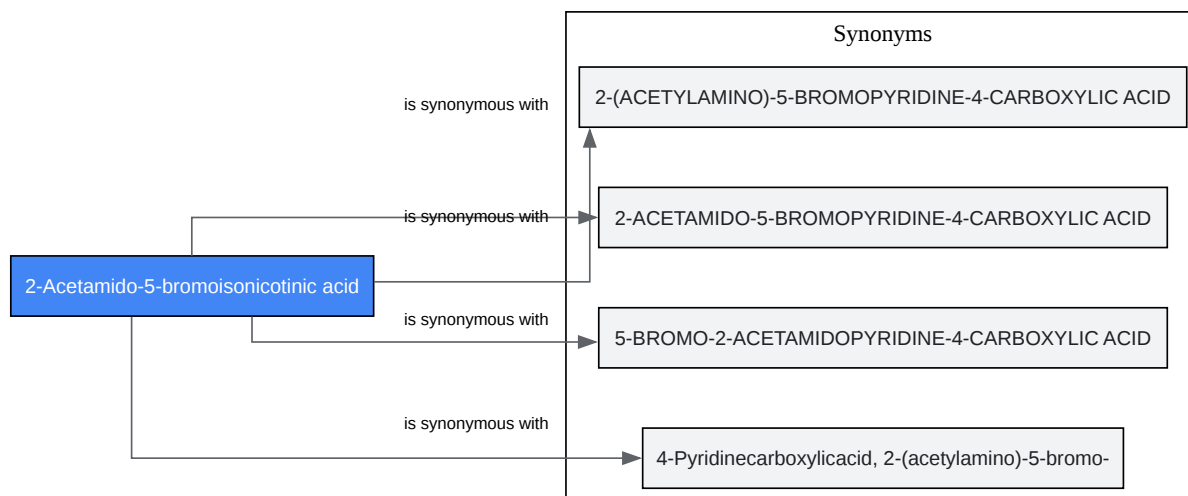 Synonyms
is synonymous with
2-(ACETYLAMINO)-5-BROMOPYRIDINE-4-CARBOXYLIC ACID
is synonymous with
2-ACETAMIDO-5-BROMOPYRIDINE-4-CARBOXYLIC ACID
2-Acetamido-5-bromoisonicotinic acid
is synonymous with
5-BROMO-2-ACETAMIDOPYRIDINE-4-CARBOXYLIC ACID
is synonymous with
4-Pyridinecarboxylicacid, 2-(acetylamino)-5-bromo-